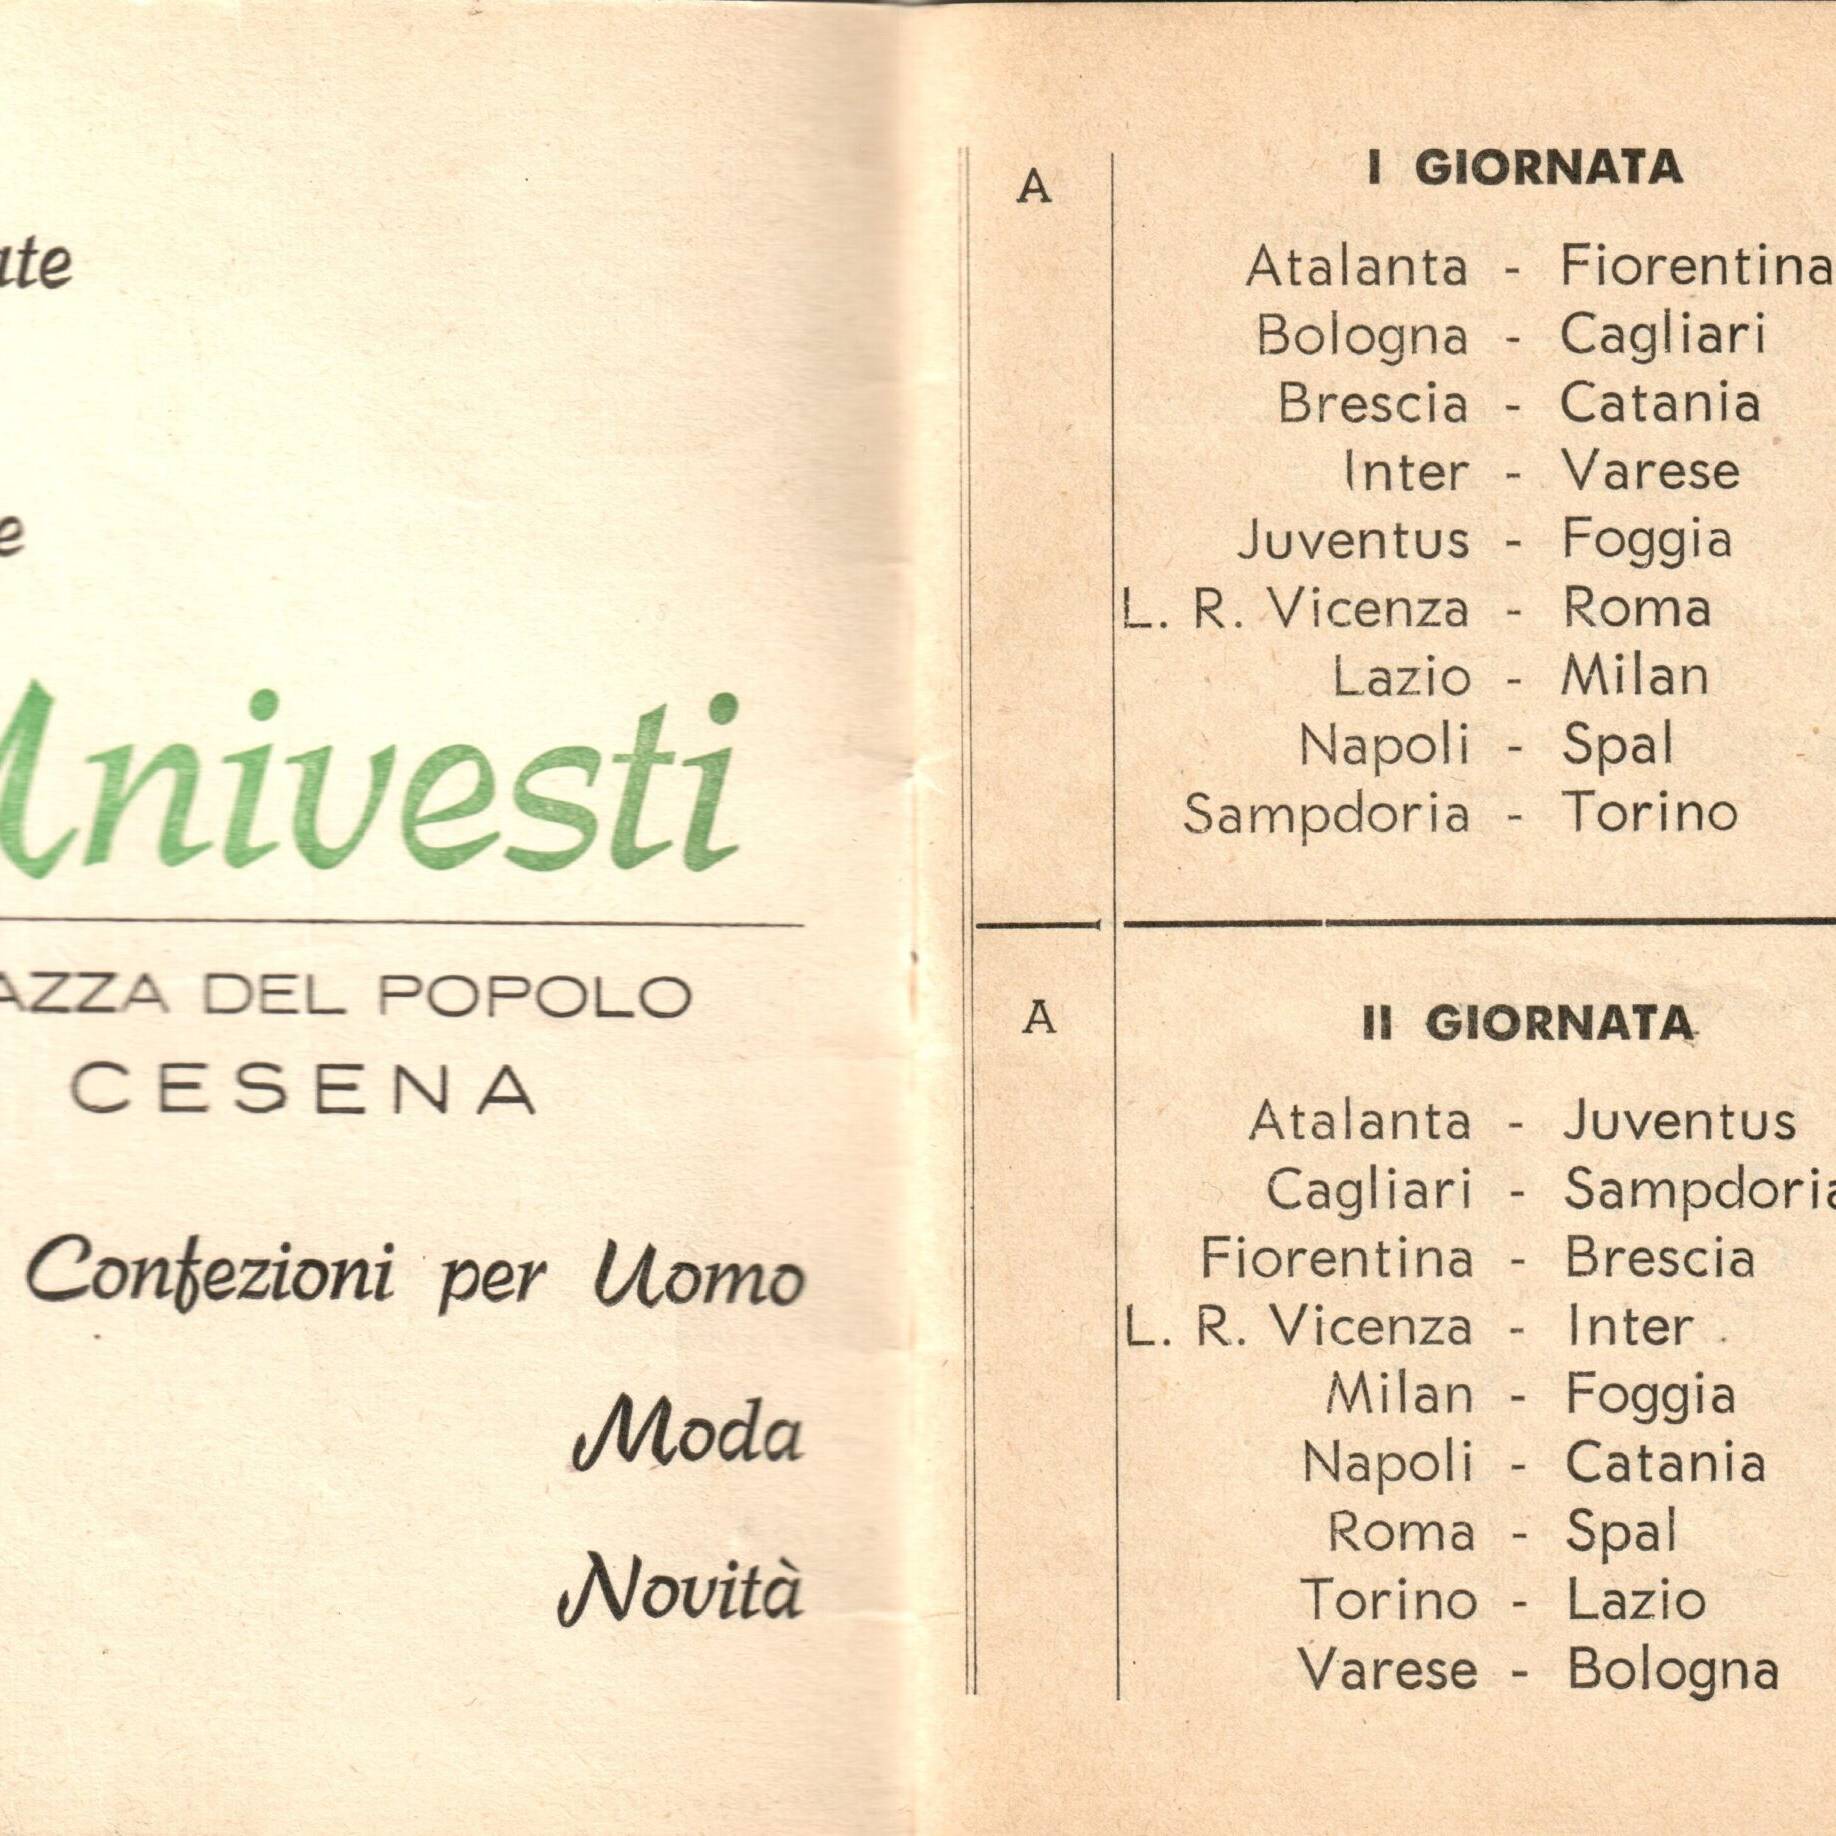 Univesti
PIAZZA DEL POPOLO
CESENA
Confezioni per Uomo
Moda
Novità
A
I GIORNATA
Atalanta - Fiorentina
Bologna - Cagliari
Brescia - Catania
Inter - Varese
Juventus - Foggia
L. R. Vicenza - Roma
Lazio - Milan
Napoli - Spal
Sampdoria - Torino
A
II GIORNATA
Atalanta - Juventus
Cagliari - Sampdoria
Fiorentina - Brescia
L. R. Vicenza - Inter
Milan - Foggia
Napoli - Catania
Roma - Spal
Torino - Lazio
Varese - Bologna